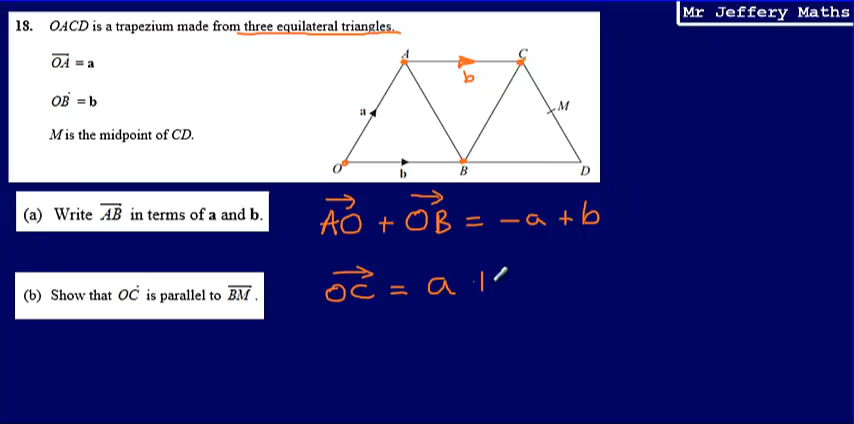 Mr Jeffery Maths
18. OACD is a trapezium made from three equilateral triangles.
OA = a
OB = b
M is the midpoint of CD.
A
C
b
a
M
O
b
B
D
(a) Write AB in terms of a and b.
AO + OB = -a + b
(b) Show that OC is parallel to BM.
OC = a